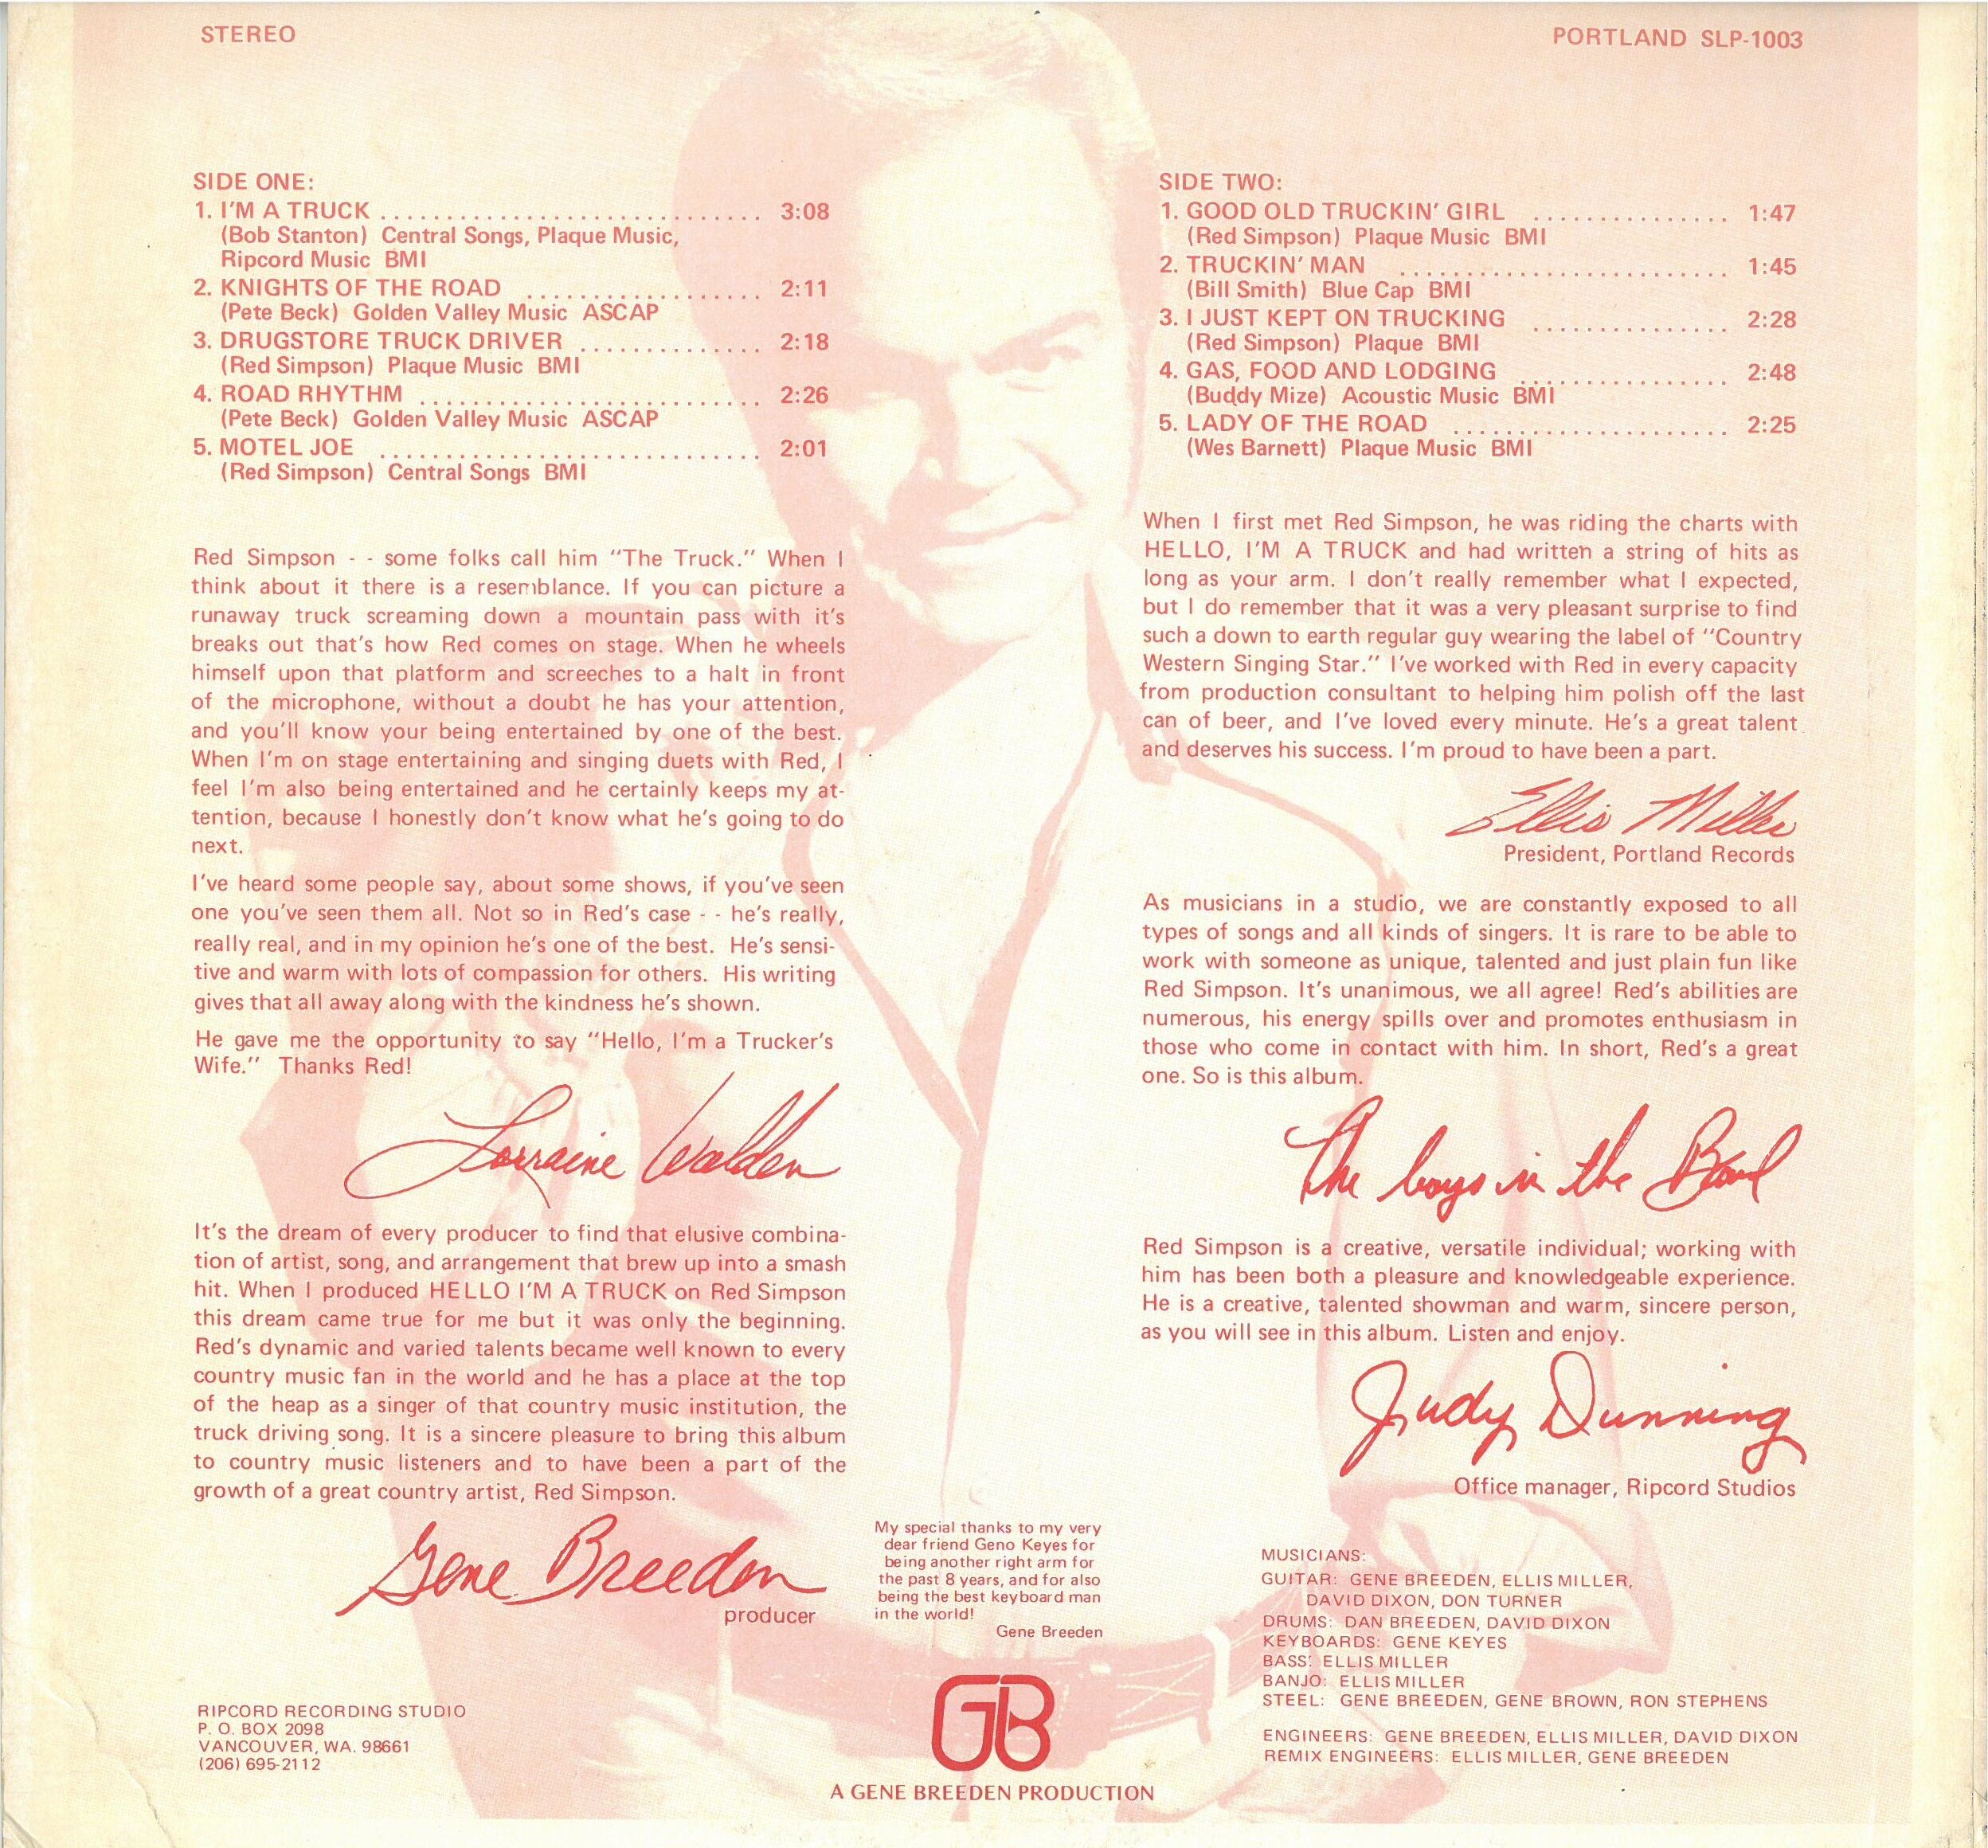 STEREO
PORTLAND SLP-1003
SIDE ONE:
1. I'M A TRUCK ............................. 3:08
(Bob Stanton) Central Songs, Plaque Music,
Ripcord Music BMI
2. KNIGHTS OF THE ROAD .................. 2:11
(Pete Beck) Golden Valley Music ASCAP
3. DRUGSTORE TRUCK DRIVER .............. 2:18
(Red Simpson) Plaque Music BMI
4. ROAD RHYTHM .......................... 2:26
(Pete Beck) Golden Valley Music ASCAP
5. MOTEL JOE ............................. 2:01
(Red Simpson) Central Songs BMI
Red Simpson - - some folks call him "The Truck." When I
think about it there is a resemblance. If you can picture a
runaway truck screaming down a mountain pass with it's
breaks out that's how Red comes on stage. When he wheels
himself upon that platform and screeches to a halt in front
of the microphone, without a doubt he has your attention,
and you'll know your being entertained by one of the best.
When I'm on stage entertaining and singing duets with Red, I
feel I'm also being entertained and he certainly keeps my at-
tention, because I honestly don't know what he's going to do
next.
I've heard some people say, about some shows, if you've seen
one you've seen them all. Not so in Red's case - - he's really,
really real, and in my opinion he's one of the best. He's sensi-
tive and warm with lots of compassion for others. His writing
gives that all away along with the kindness he's shown.
He gave me the opportunity to say "Hello, I'm a Trucker's
Wife." Thanks Red!
Lorraine Walden
It's the dream of every producer to find that elusive combina-
tion of artist, song, and arrangement that brew up into a smash
hit. When I produced HELLO I'M A TRUCK on Red Simpson
this dream came true for me but it was only the beginning.
Red's dynamic and varied talents became well known to every
country music fan in the world and he has a place at the top
of the heap as a singer of that country music institution, the
truck driving song. It is a sincere pleasure to bring this album
to country music listeners and to have been a part of the
growth of a great country artist, Red Simpson.
Gene Breeden
producer
RIPCORD RECORDING STUDIO
P. O. BOX 2098
VANCOUVER, WA. 98661
(206) 695-2112
My special thanks to my very
dear friend Geno Keyes for
being another right arm for
the past 8 years, and for also
being the best keyboard man
in the world!
Gene Breeden
GB
A GENE BREEDEN PRODUCTION
SIDE TWO:
1. GOOD OLD TRUCKIN' GIRL ............... 1:47
(Red Simpson) Plaque Music BMI
2. TRUCKIN' MAN ......................... 1:45
(Bill Smith) Blue Cap BMI
3. I JUST KEPT ON TRUCKING ............... 2:28
(Red Simpson) Plaque BMI
4. GAS, FOOD AND LODGING ................ 2:48
(Buddy Mize) Acoustic Music BMI
5. LADY OF THE ROAD ..................... 2:25
(Wes Barnett) Plaque Music BMI
When I first met Red Simpson, he was riding the charts with
HELLO, I'M A TRUCK and had written a string of hits as
long as your arm. I don't really remember what I expected,
but I do remember that it was a very pleasant surprise to find
such a down to earth regular guy wearing the label of "Country
Western Singing Star." I've worked with Red in every capacity
from production consultant to helping him polish off the last
can of beer, and I've loved every minute. He's a great talent
and deserves his success. I'm proud to have been a part.
Ellis Miller
President, Portland Records
As musicians in a studio, we are constantly exposed to all
types of songs and all kinds of singers. It is rare to be able to
work with someone as unique, talented and just plain fun like
Red Simpson. It's unanimous, we all agree! Red's abilities are
numerous, his energy spills over and promotes enthusiasm in
those who come in contact with him. In short, Red's a great
one. So is this album.
The boys in the Band
Red Simpson is a creative, versatile individual; working with
him has been both a pleasure and knowledgeable experience.
He is a creative, talented showman and warm, sincere person,
as you will see in this album. Listen and enjoy.
Judy Dunning
Office manager, Ripcord Studios
MUSICIANS:
GUITAR: GENE BREEDEN, ELLIS MILLER,
DAVID DIXON, DON TURNER
DRUMS: DAN BREEDEN, DAVID DIXON
KEYBOARDS: GENE KEYES
BASS: ELLIS MILLER
BANJO: ELLIS MILLER
STEEL: GENE BREEDEN, GENE BROWN, RON STEPHENS
ENGINEERS: GENE BREEDEN, ELLIS MILLER, DAVID DIXON
REMIX ENGINEERS: ELLIS MILLER, GENE BREEDEN